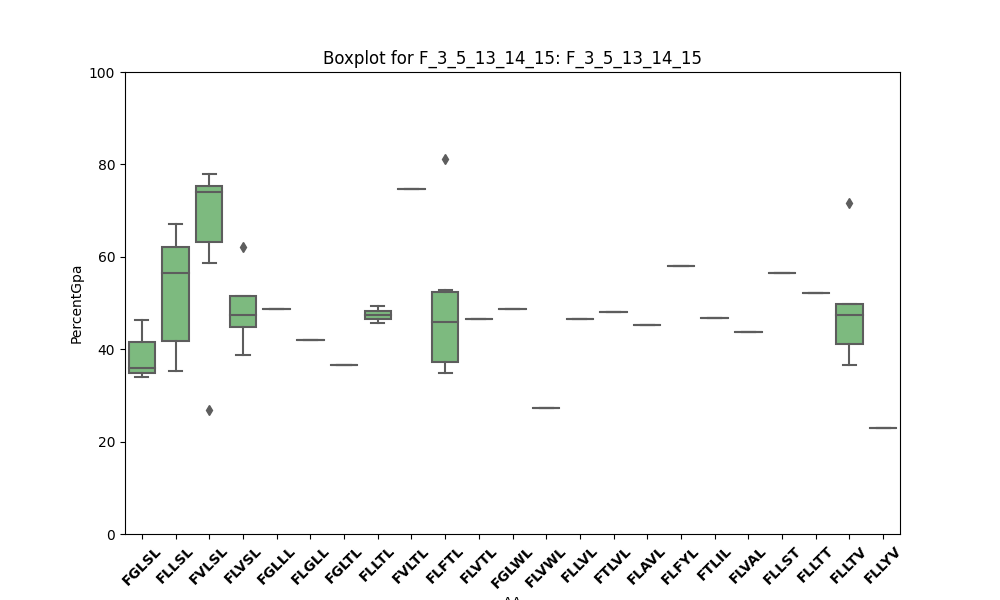 Boxplot for F_3_5_13_14_15: F_3_5_13_14_15
100
80
60
40
20
0
PercentGpa
FGLSL
FLLSL
FVLSL
FLVSL
FGLLL
FLGLL
FGLTL
FLLTL
FVLTL
FLFTL
FLVTL
FGLWL
FLVWL
FLLVL
FTLVL
FLAVL
FLFYL
FTLIL
FLVAL
FLLST
FLLTT
FLLTV
FLLYV